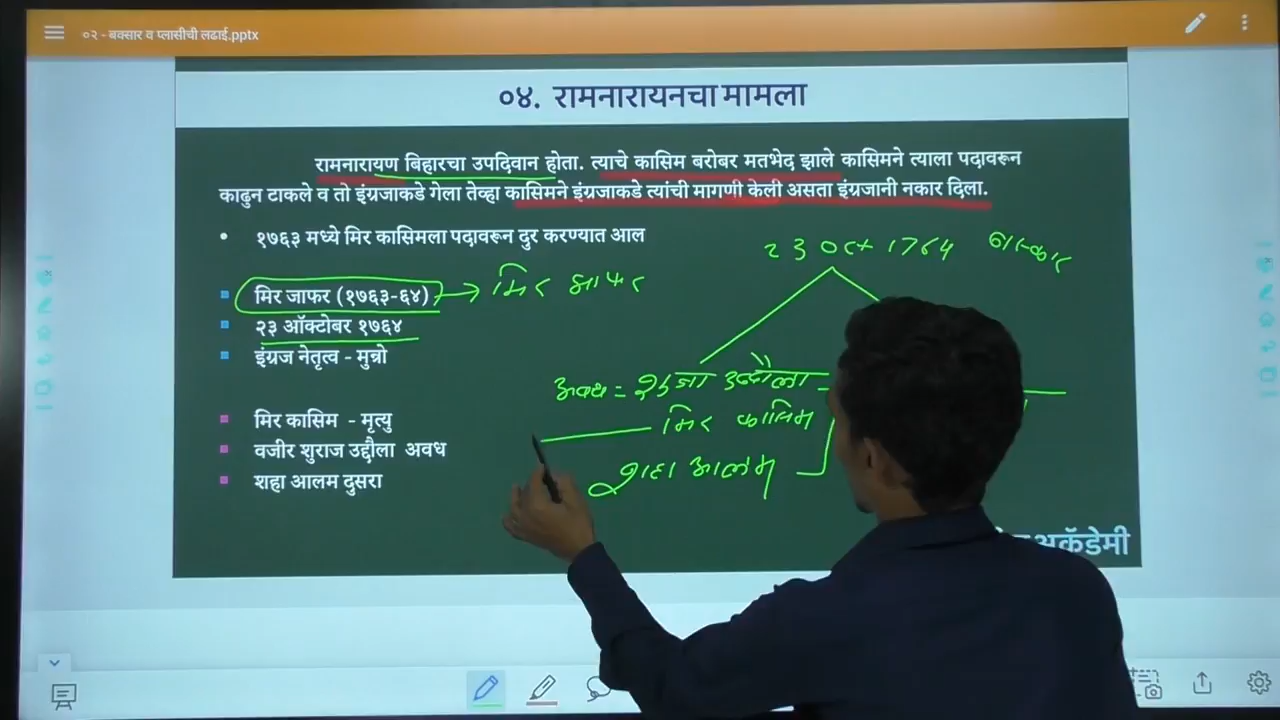 ०२ - बक्सार व प्लासीची लढाई.pptx
०४. रामनारायनचा मामला
रामनारायण बिहारचा उपदिवान होता. त्याचे कासिम बरोबर मतभेद झाले कासिमने त्याला पदावरून
काढुन टाकले व तो इंग्रजाकडे गेला तेव्हा कासिमने इंग्रजाकडे त्यांची मागणी केली असता इंग्रजानी नकार दिला.
१७६३ मध्ये मिर कासिमला पदावरून दुर करण्यात आल
23 oct 1764
मिर जाफर (१७६३-६४) → मिर जाफर
२३ ऑक्टोबर १७६४
इंग्रज नेतृत्व - मुन्रो
अवध = शुजा उद्दौला
मिर कासिम - मृत्यु
मिर कासिम
वजीर शुराज उद्दौला अवध
शहा आलम
शहा आलम दुसरा
अकॅडेमी